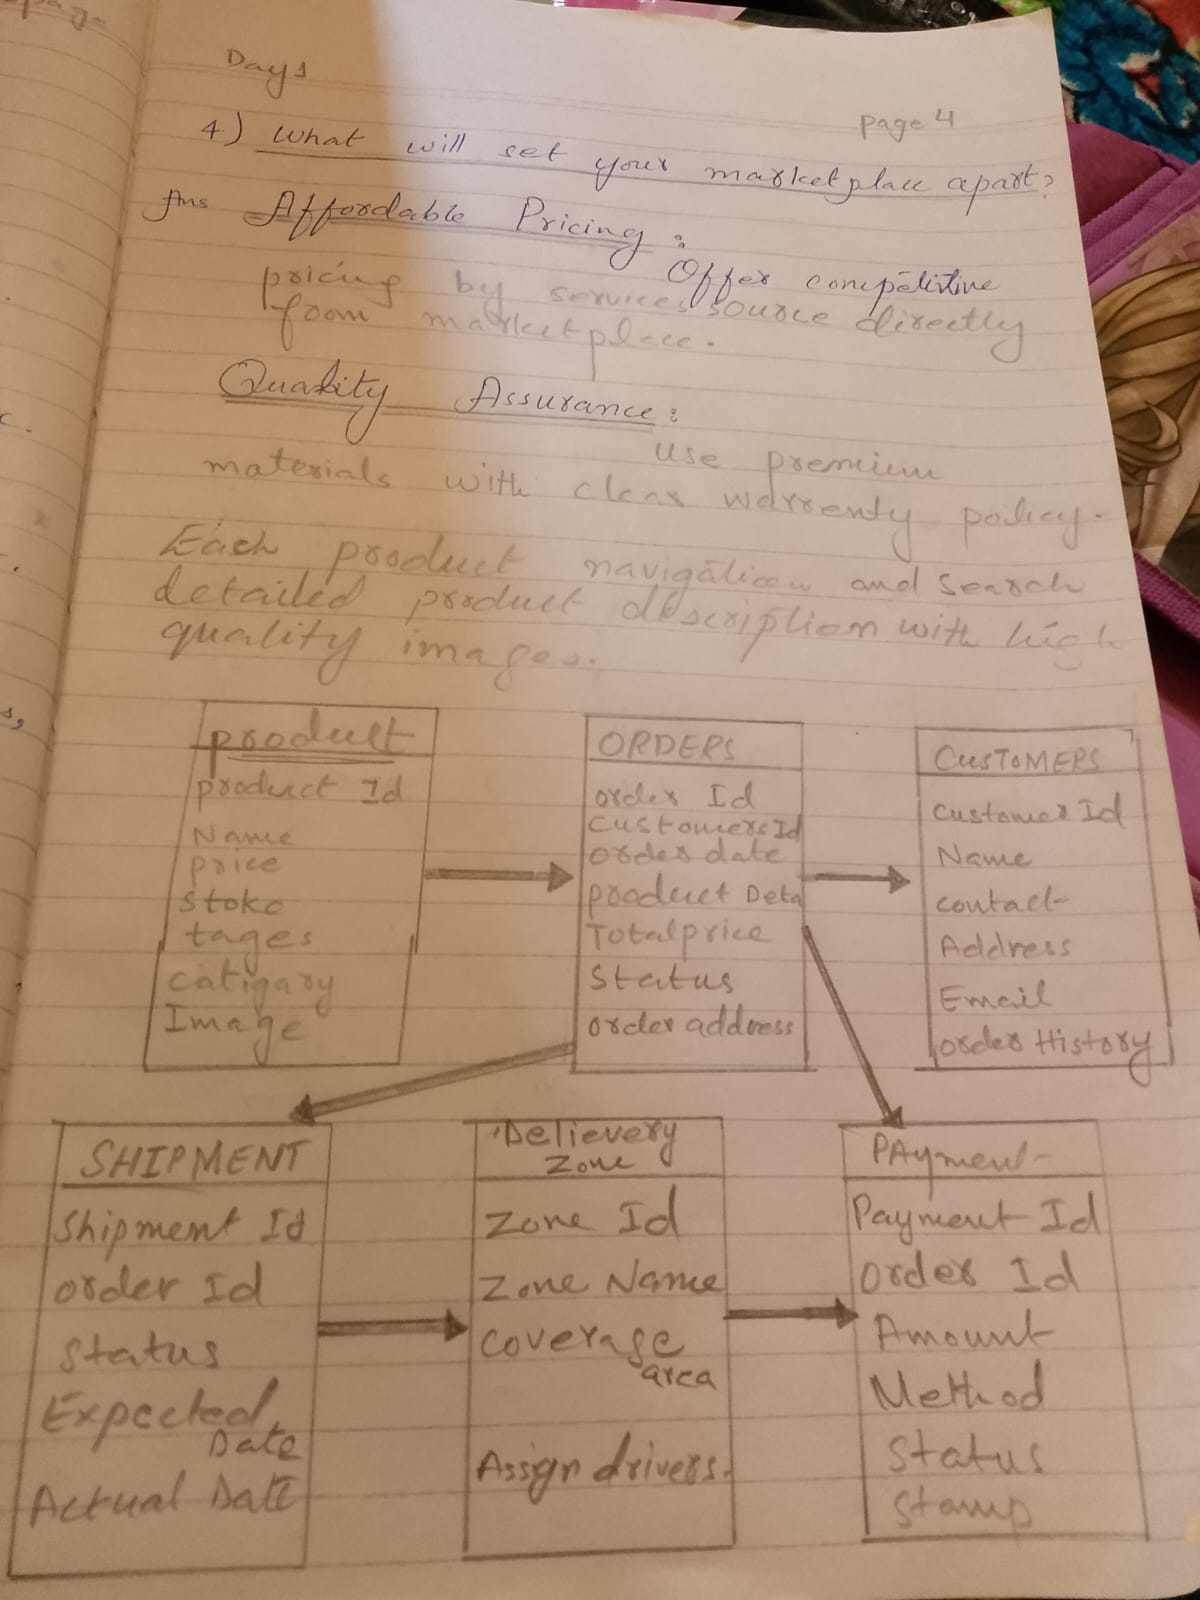 page
Day 1
page 4
4) What will set your marketplace apart?
Ans Affordable Pricing:
Offer competitive
pricing by services source directly
from marketplace.
Quality Assurance:
use premium
materials with clear warrenty policy.
Each product navigation and search
detailed product description with high
quality images.
product
product Id
Name
price
Stoke
tages
catigary
Image
ORDERS
order Id
Customers Id
order date
product Deta
Total price
Status
order address
CUSTOMERS
Customer Id
Name
contact
Address
Email
order History
SHIPMENT
Shipment Id
order Id
Status
Expected
Date
Actual Date
Delievery
Zone
Zone Id
Zone Name
Coverage
area
Assign drivers.
PAyment
Payment Id
order Id
Amount
Method
Status
Stamp